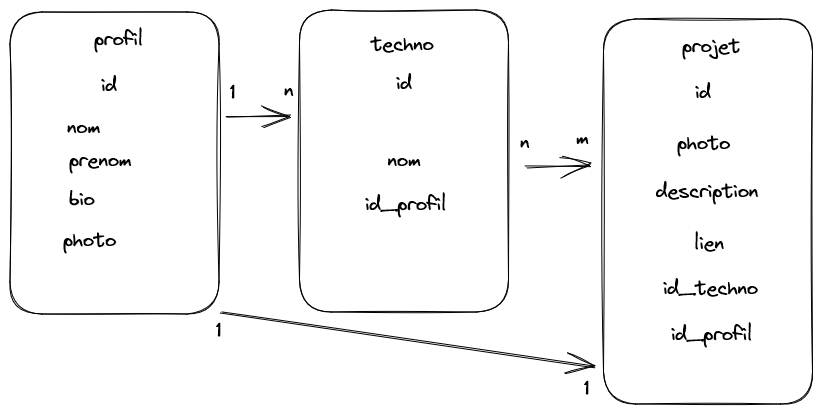 profil
id
nom
prenom
bio
photo
1
n
techno
id
nom
id_profil
n
m
projet
id
photo
description
lien
id_techno
id_profil
1
1